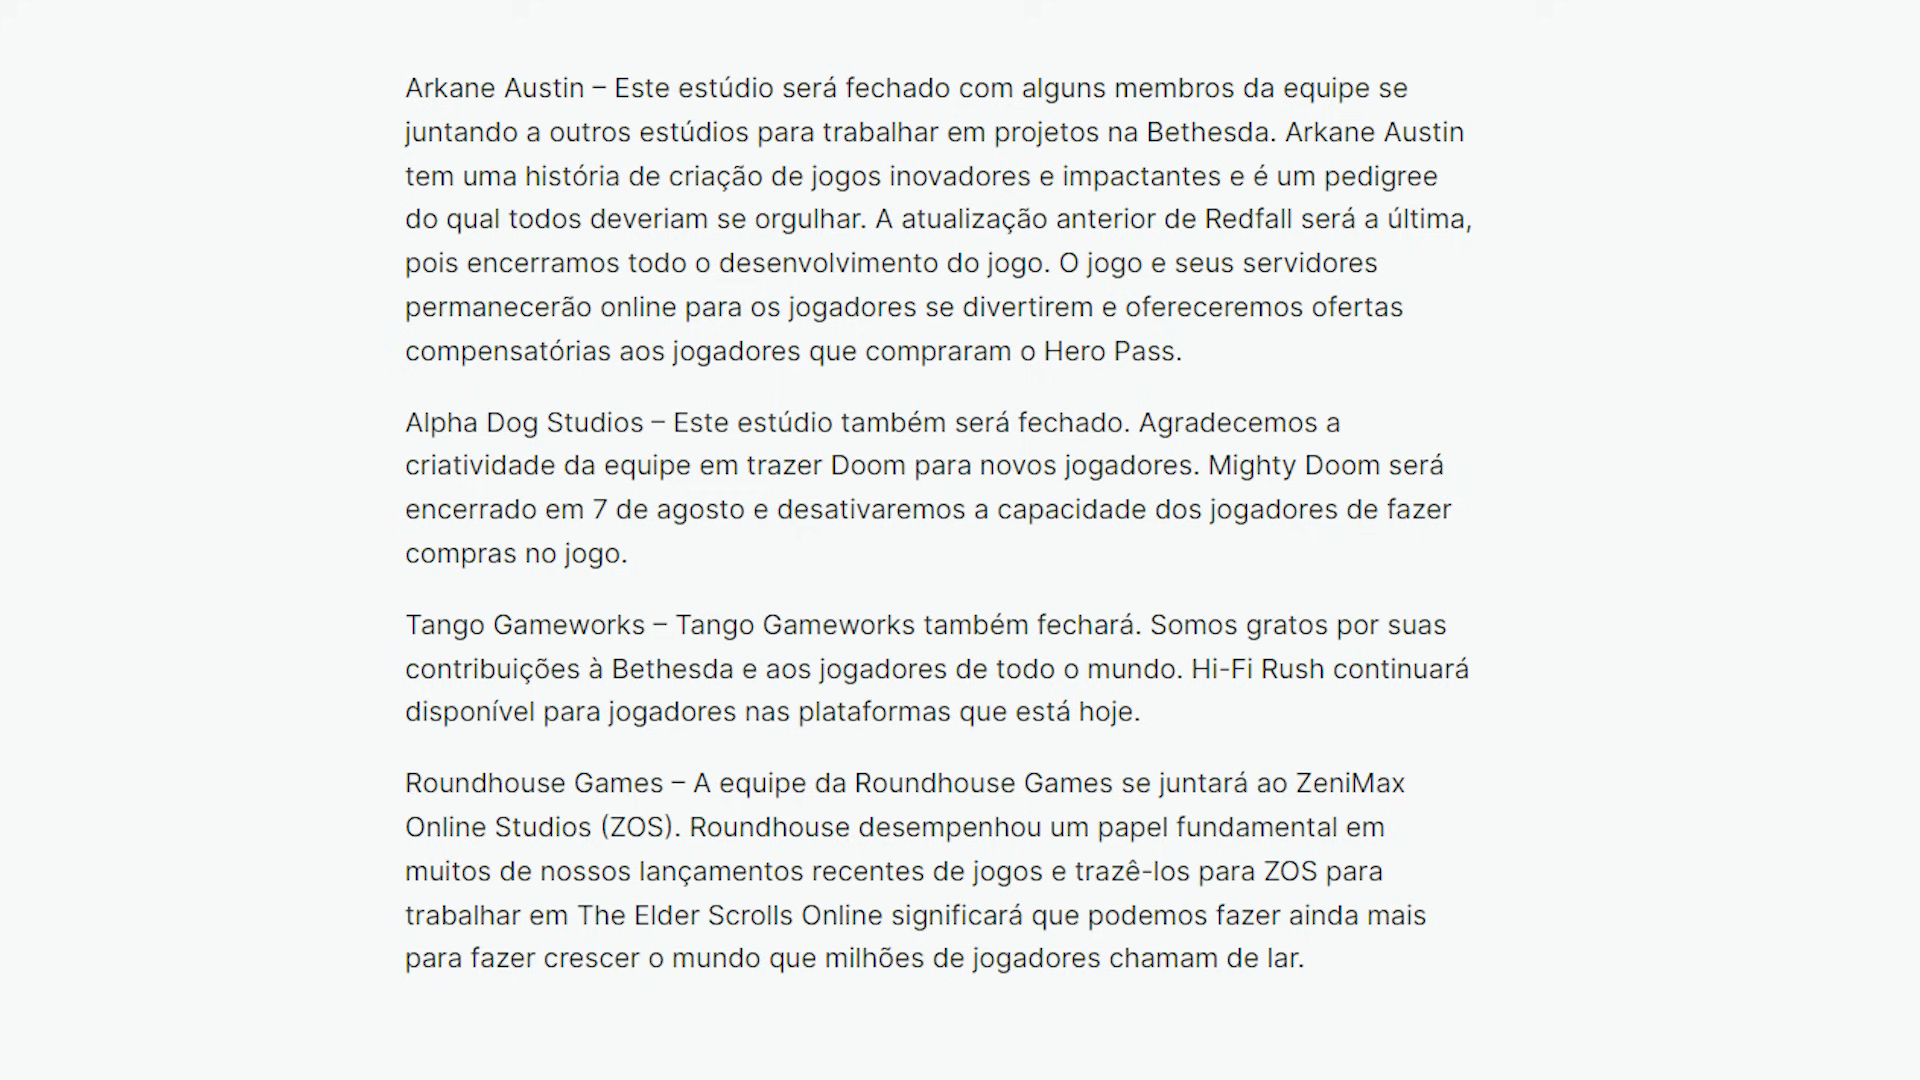 Arkane Austin – Este estúdio será fechado com alguns membros da equipe se
juntando a outros estúdios para trabalhar em projetos na Bethesda. Arkane Austin
tem uma história de criação de jogos inovadores e impactantes e é um pedigree
do qual todos deveriam se orgulhar. A atualização anterior de Redfall será a última,
pois encerramos todo o desenvolvimento do jogo. O jogo e seus servidores
permanecerão online para os jogadores se divertirem e ofereceremos ofertas
compensatórias aos jogadores que compraram o Hero Pass.
Alpha Dog Studios – Este estúdio também será fechado. Agradecemos a
criatividade da equipe em trazer Doom para novos jogadores. Mighty Doom será
encerrado em 7 de agosto e desativaremos a capacidade dos jogadores de fazer
compras no jogo.
Tango Gameworks – Tango Gameworks também fechará. Somos gratos por suas
contribuições à Bethesda e aos jogadores de todo o mundo. Hi-Fi Rush continuará
disponível para jogadores nas plataformas que está hoje.
Roundhouse Games – A equipe da Roundhouse Games se juntará ao ZeniMax
Online Studios (ZOS). Roundhouse desempenhou um papel fundamental em
muitos de nossos lançamentos recentes de jogos e trazê-los para ZOS para
trabalhar em The Elder Scrolls Online significará que podemos fazer ainda mais
para fazer crescer o mundo que milhões de jogadores chamam de lar.